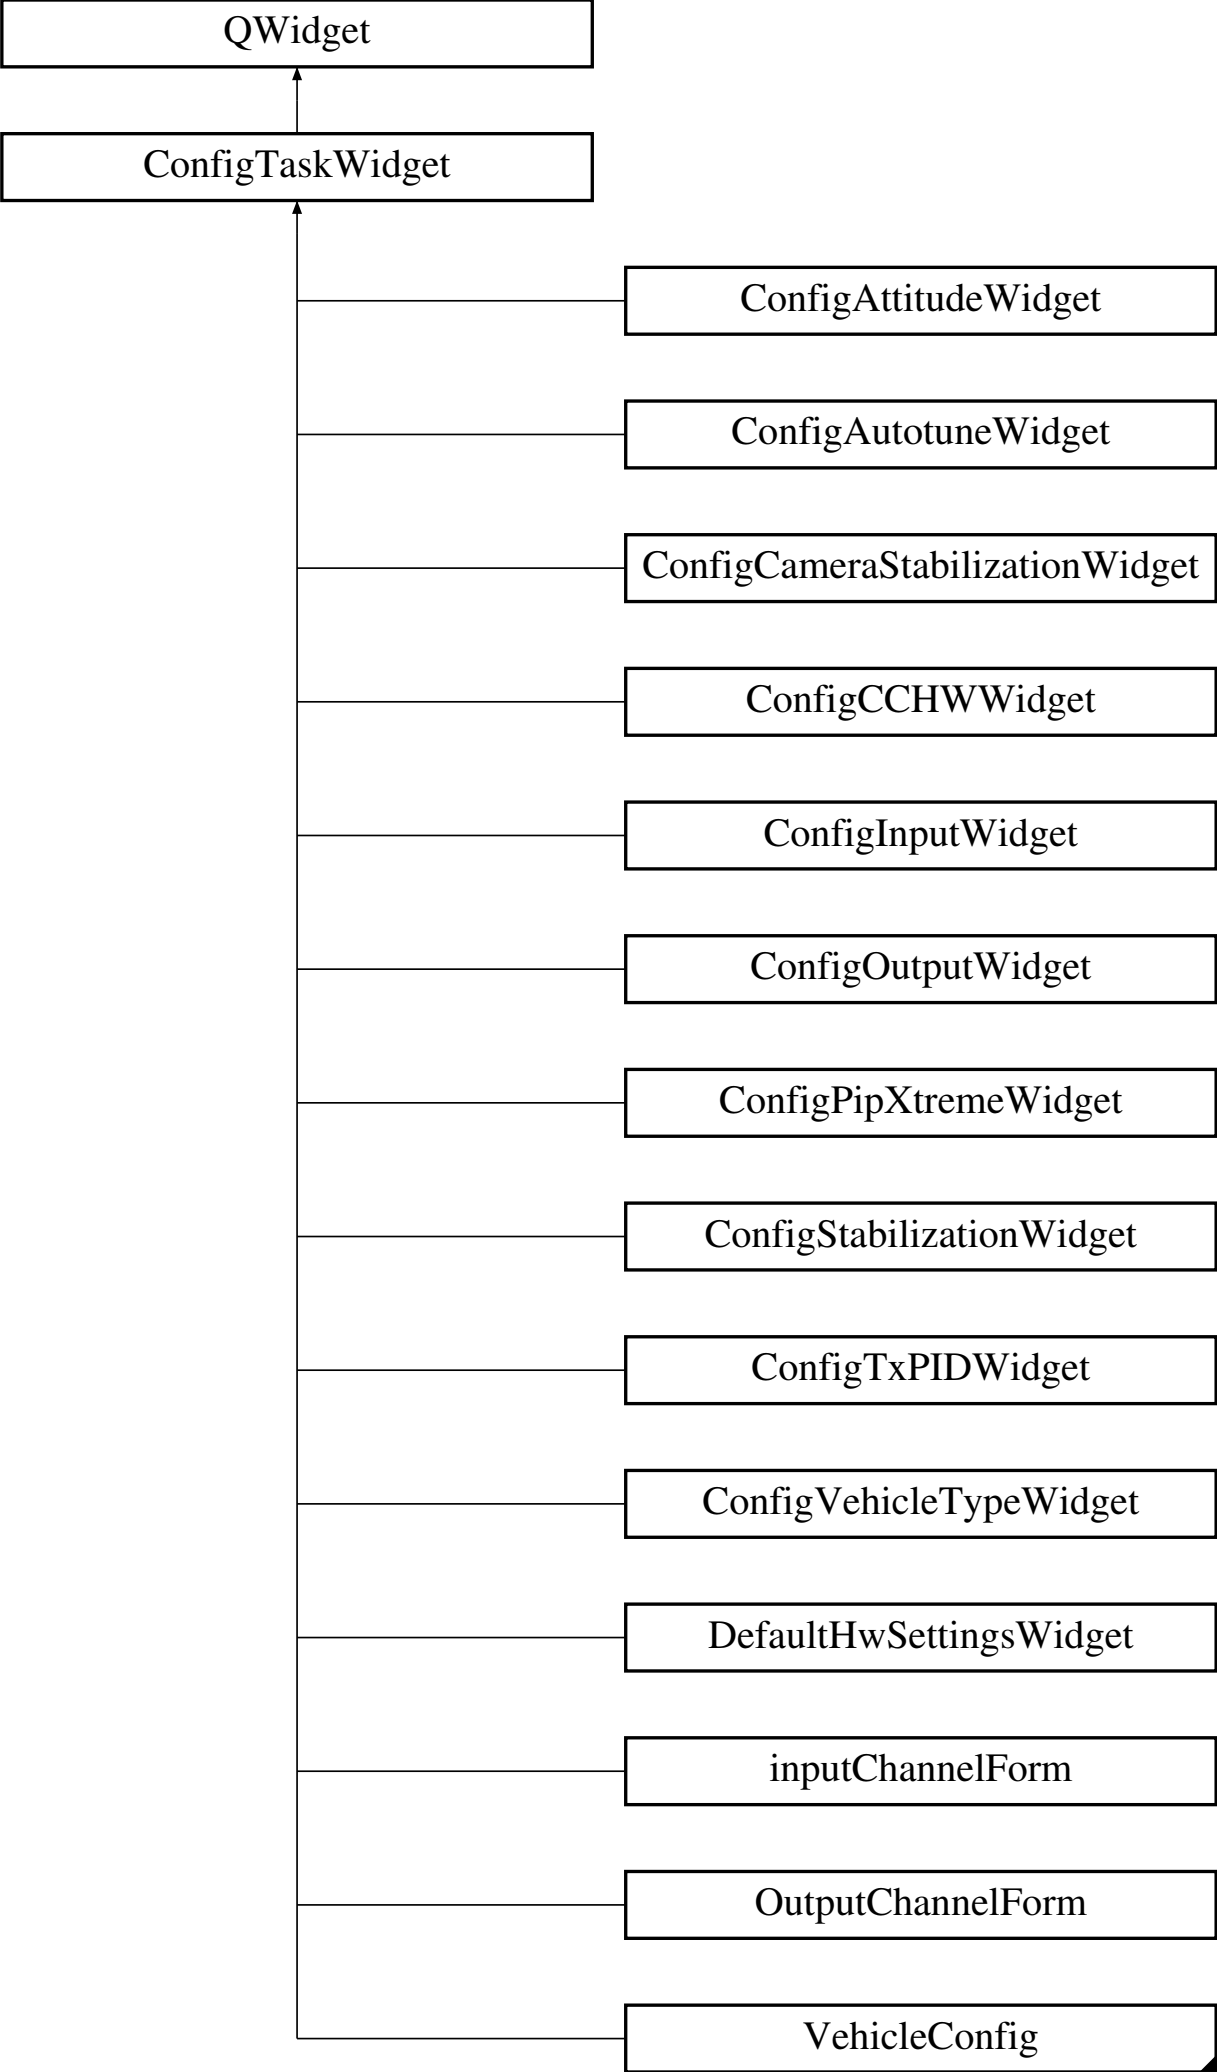 QWidget
ConfigTaskWidget
ConfigAttitudeWidget
ConfigAutotuneWidget
ConfigCameraStabilizationWidget
ConfigCCHWWidget
ConfigInputWidget
ConfigOutputWidget
ConfigPipXtremeWidget
ConfigStabilizationWidget
ConfigTxPIDWidget
ConfigVehicleTypeWidget
DefaultHwSettingsWidget
inputChannelForm
OutputChannelForm
VehicleConfig